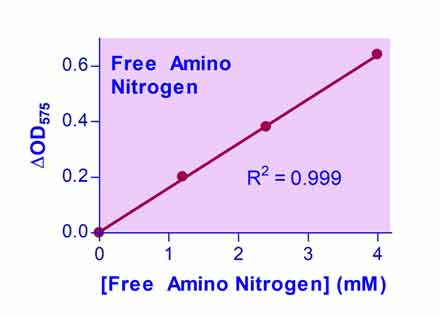 Free Amino
Nitrogen
0.6
0.4
0.2
0.0
ΔOD575
R2 = 0.999
0 1 2 3 4
[Free Amino Nitrogen] (mM)